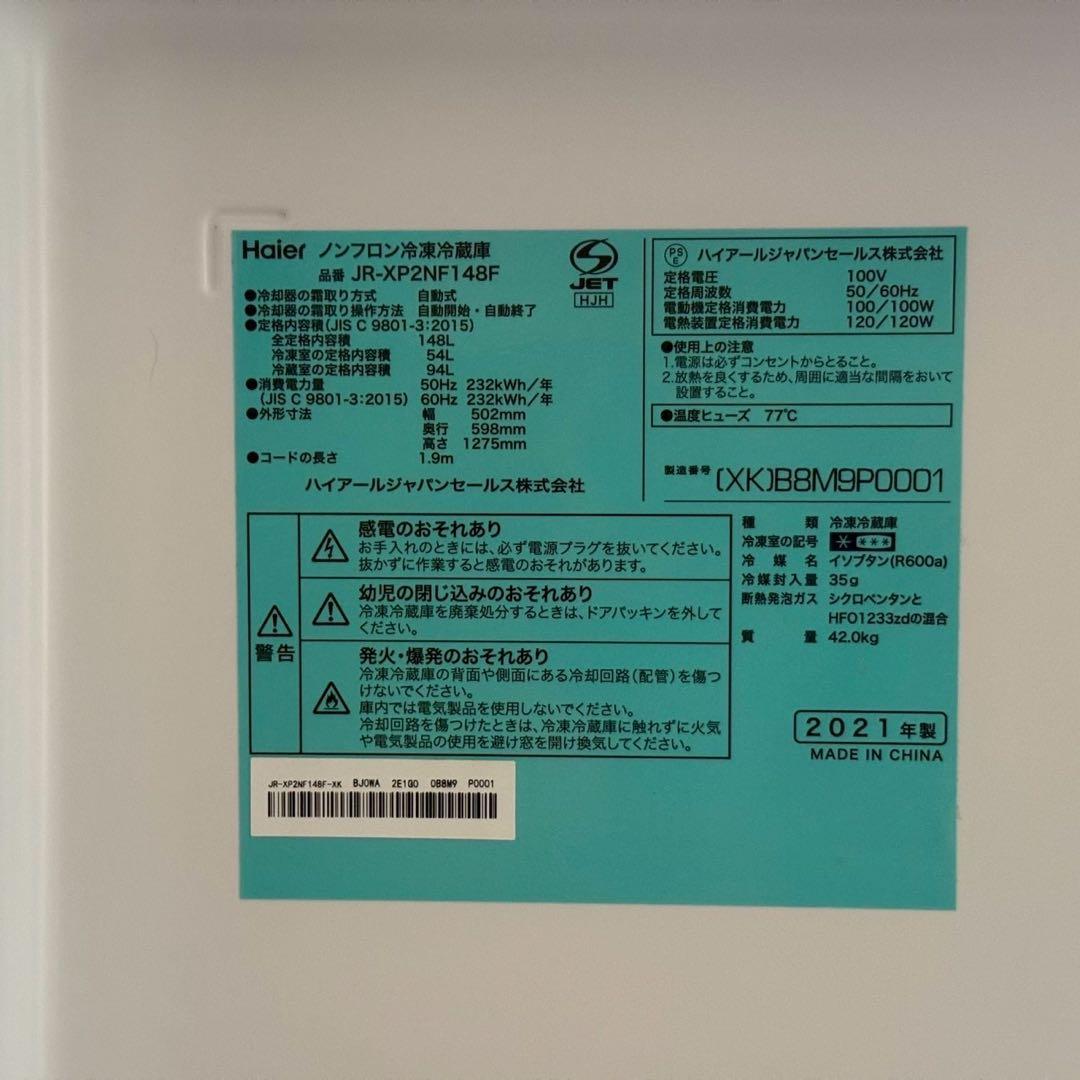 Haier ノンフロン冷凍冷蔵庫
品番 JR-XP2NF148F
JET
HJH
●冷却器の霜取り方式 自動式
●冷却器の霜取り操作方法 自動開始・自動終了
●定格内容積(JIS C 9801-3:2015)
全定格内容積 148L
冷凍室の定格内容積 54L
冷蔵室の定格内容積 94L
●消費電力量 50Hz 232kWh/年
(JIS C 9801-3:2015) 60Hz 232kWh/年
●外形寸法 幅 502mm
奥行 598mm
高さ 1275mm
●コードの長さ 1.9m
ハイアールジャパンセールス株式会社
PSE ハイアールジャパンセールス株式会社
定格電圧 100V
定格周波数 50/60Hz
電動機定格消費電力 100/100W
電熱装置定格消費電力 120/120W
●使用上の注意
1.電源は必ずコンセントからとること。
2.放熱を良くするため、周囲に適当な間隔をおいて
設置すること。
●温度ヒューズ 77℃
製造番号 (XK)B8M9P0001
警告
感電のおそれあり
お手入れのときには、必ず電源プラグを抜いてください。
抜かずに作業すると感電のおそれがあります。
幼児の閉じ込みのおそれあり
冷凍冷蔵庫を廃棄処分するときは、ドアパッキンを外して
ください。
発火・爆発のおそれあり
冷凍冷蔵庫の背面や側面にある冷却回路(配管)を傷つ
けないでください。
庫内では電気製品を使用しないでください。
冷却回路を傷つけたときは、冷凍冷蔵庫に触れずに火気
や電気製品の使用を避け窓を開け換気してください。
種類 冷凍冷蔵庫
冷凍室の記号 * ***
冷媒名 イソブタン(R600a)
冷媒封入量 35g
断熱発泡ガス シクロペンタンと
HFO1233zdの混合
質量 42.0kg
2021年製
MADE IN CHINA
JR-XP2NF148F-XK BJ0WA 2E1G0 0B8M9 P0001